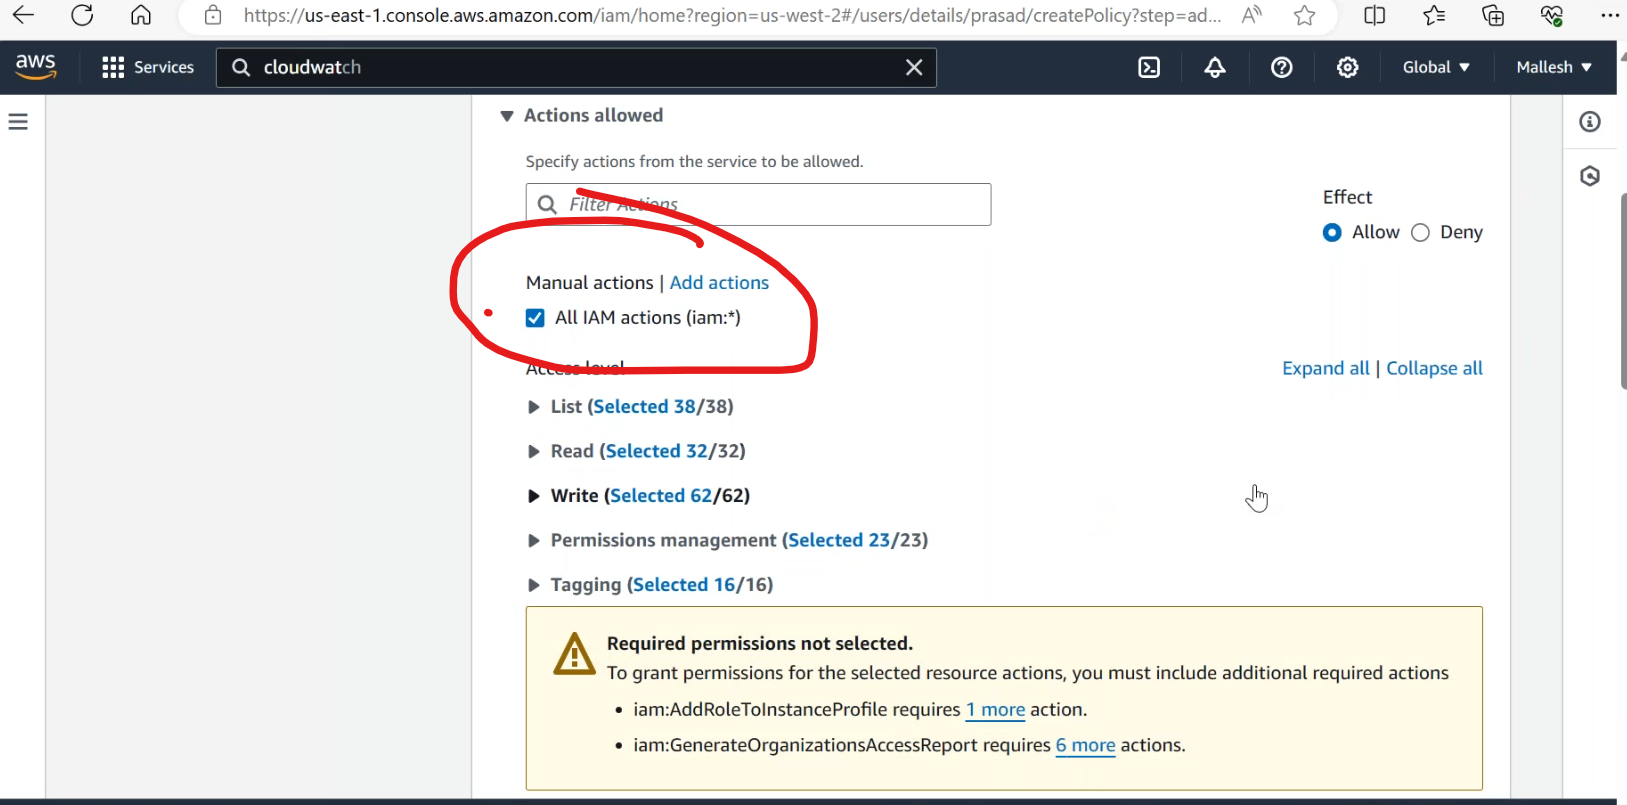 https://us-east-1.console.aws.amazon.com/iam/home?region=us-west-2#/users/details/prasad/createPolicy?step=ad...
aws
Services
cloudwatch
Global
Mallesh
Actions allowed
Specify actions from the service to be allowed.
Filter Actions
Effect
Allow
Deny
Manual actions | Add actions
All IAM actions (iam:*)
Access level
Expand all | Collapse all
List (Selected 38/38)
Read (Selected 32/32)
Write (Selected 62/62)
Permissions management (Selected 23/23)
Tagging (Selected 16/16)
Required permissions not selected.
To grant permissions for the selected resource actions, you must include additional required actions
• iam:AddRoleToInstanceProfile requires 1 more action.
• iam:GenerateOrganizationsAccessReport requires 6 more actions.